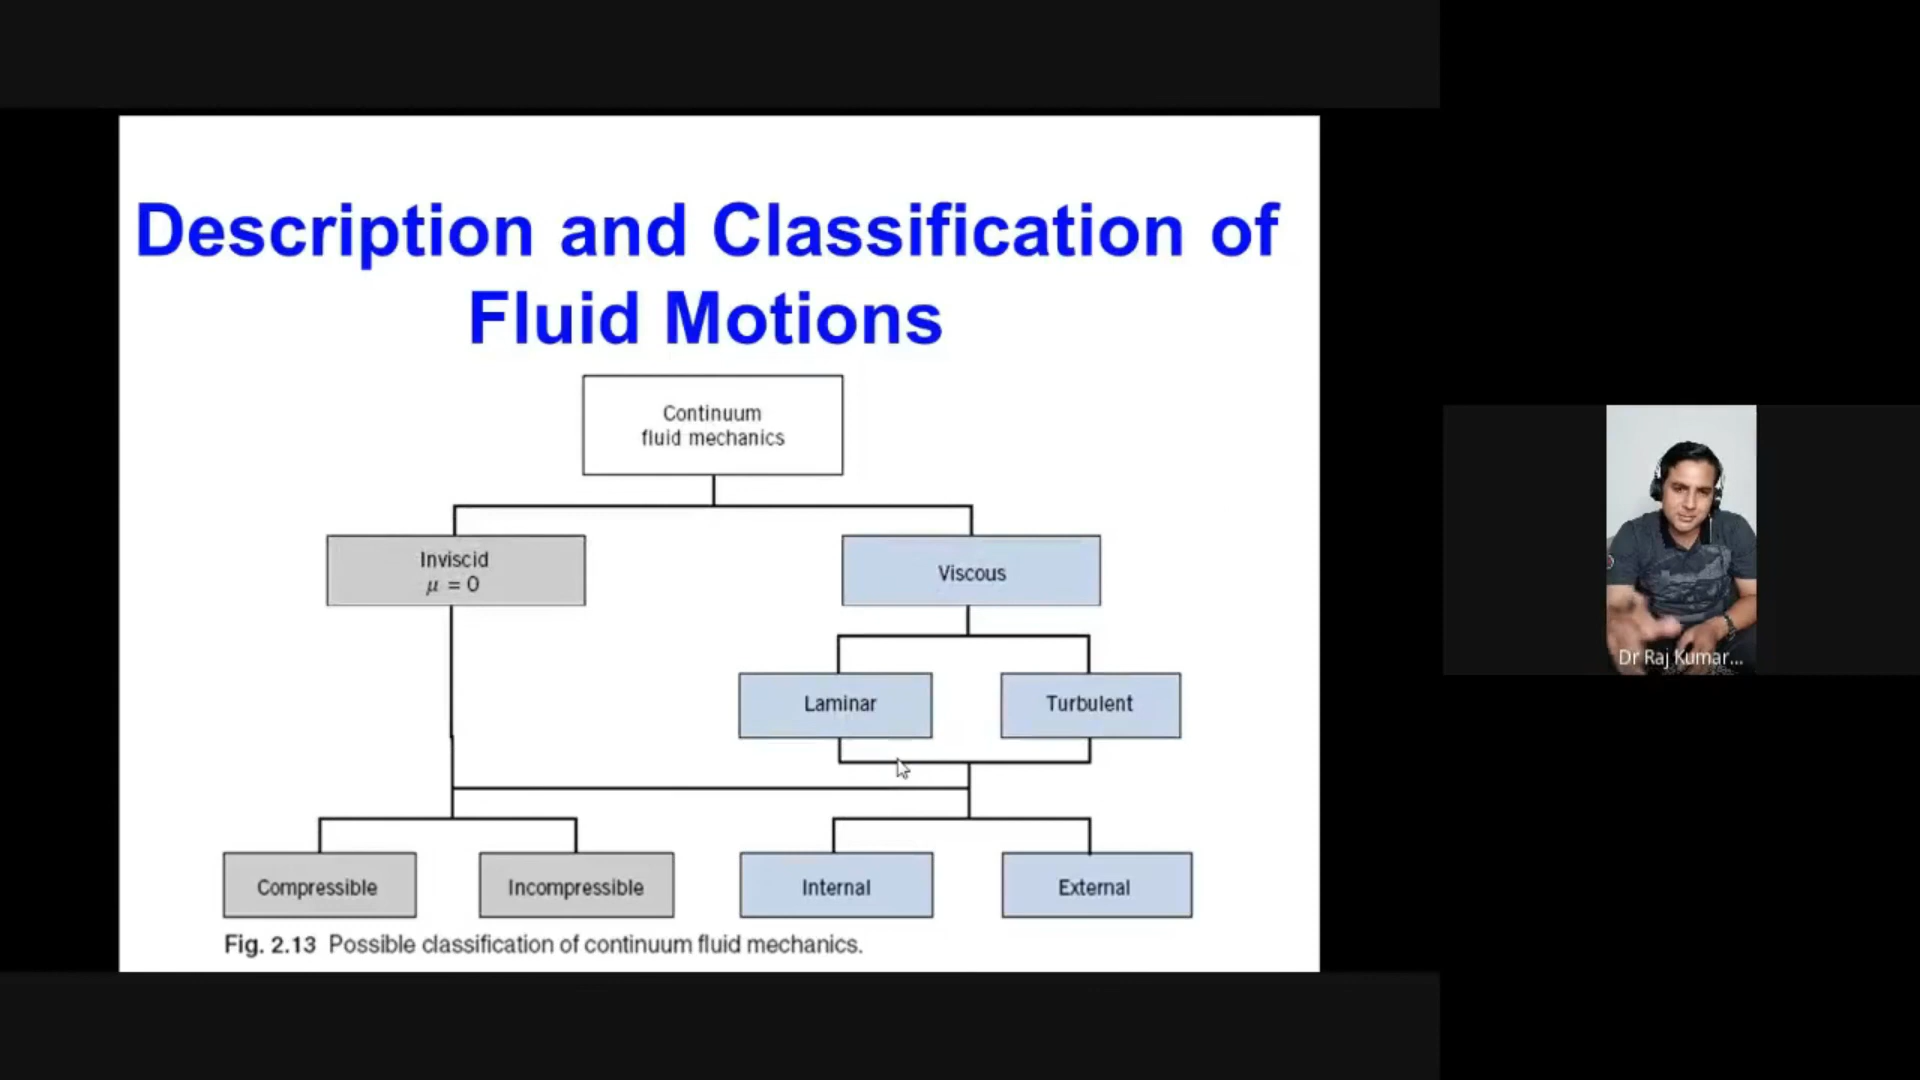 Description and Classification of
Fluid Motions
Continuum
fluid mechanics
Inviscid
μ = 0
Viscous
Laminar
Turbulent
Compressible
Incompressible
Internal
External
Fig. 2.13 Possible classification of continuum fluid mechanics.
Dr Raj Kumar...